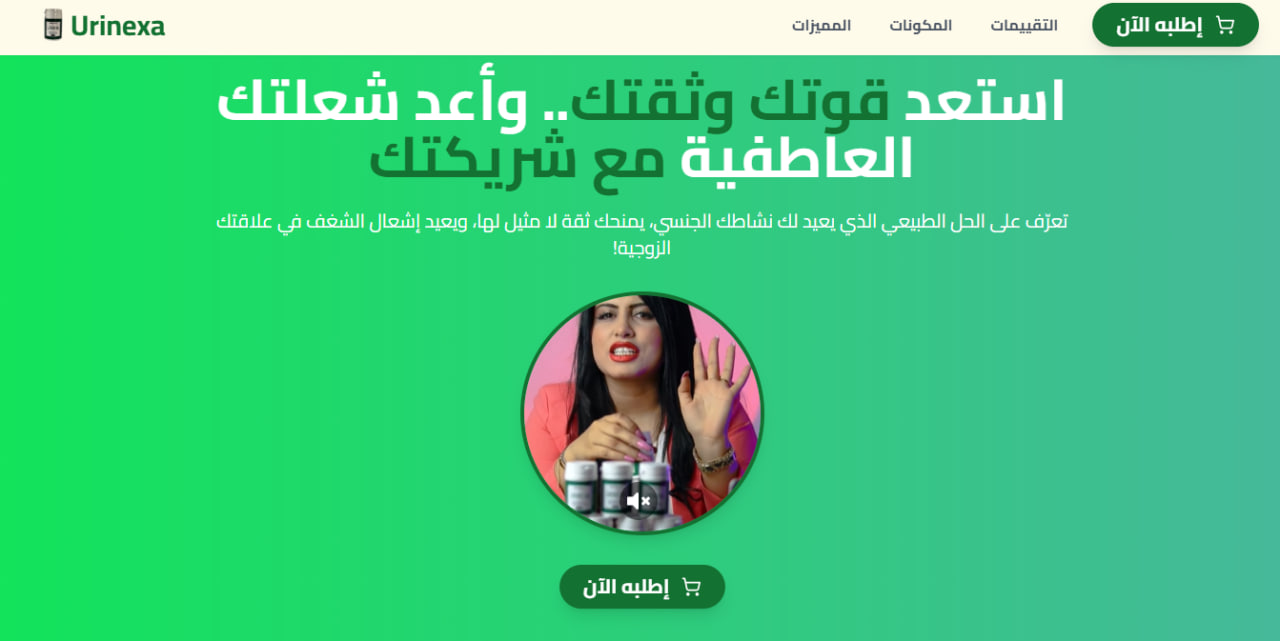 Urinexa
المميزات
المكونات
التقييمات
إطلبه الآن
استعد قوتك وثقتك.. وأعد شعلتك
العاطفية مع شريكتك
تعرّف على الحل الطبيعي الذي يعيد لك نشاطك الجنسي، يمنحك ثقة لا مثيل لها، ويعيد إشعال الشغف في علاقتك
الزوجية!
إطلبه الآن